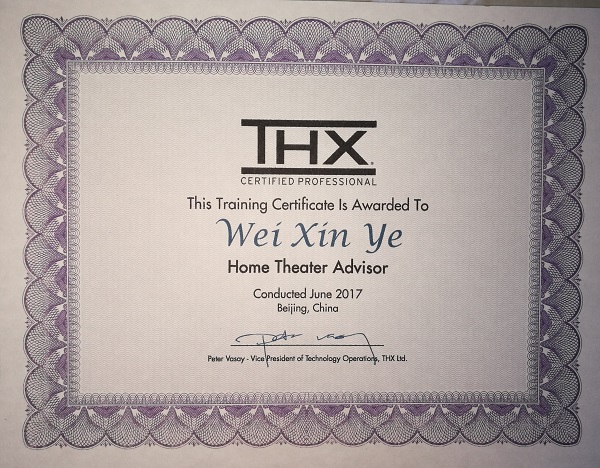 THX
CERTIFIED PROFESSIONAL
This Training Certificate Is Awarded To
Wei Xin Ye
Home Theater Advisor
Conducted June 2017
Beijing, China
Peter Vasay - Vice President of Technology Operations, THX Ltd.